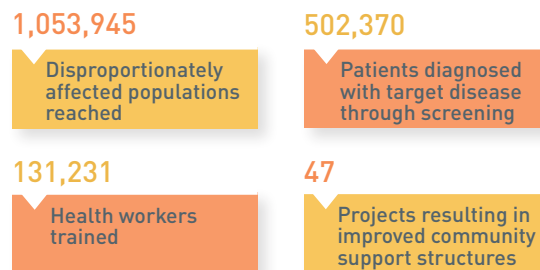 1,053,945
Disproportionately
affected populations
reached
502,370
Patients diagnosed
with target disease
through screening
131,231
Health workers
trained
47
Projects resulting in
improved community
support structures